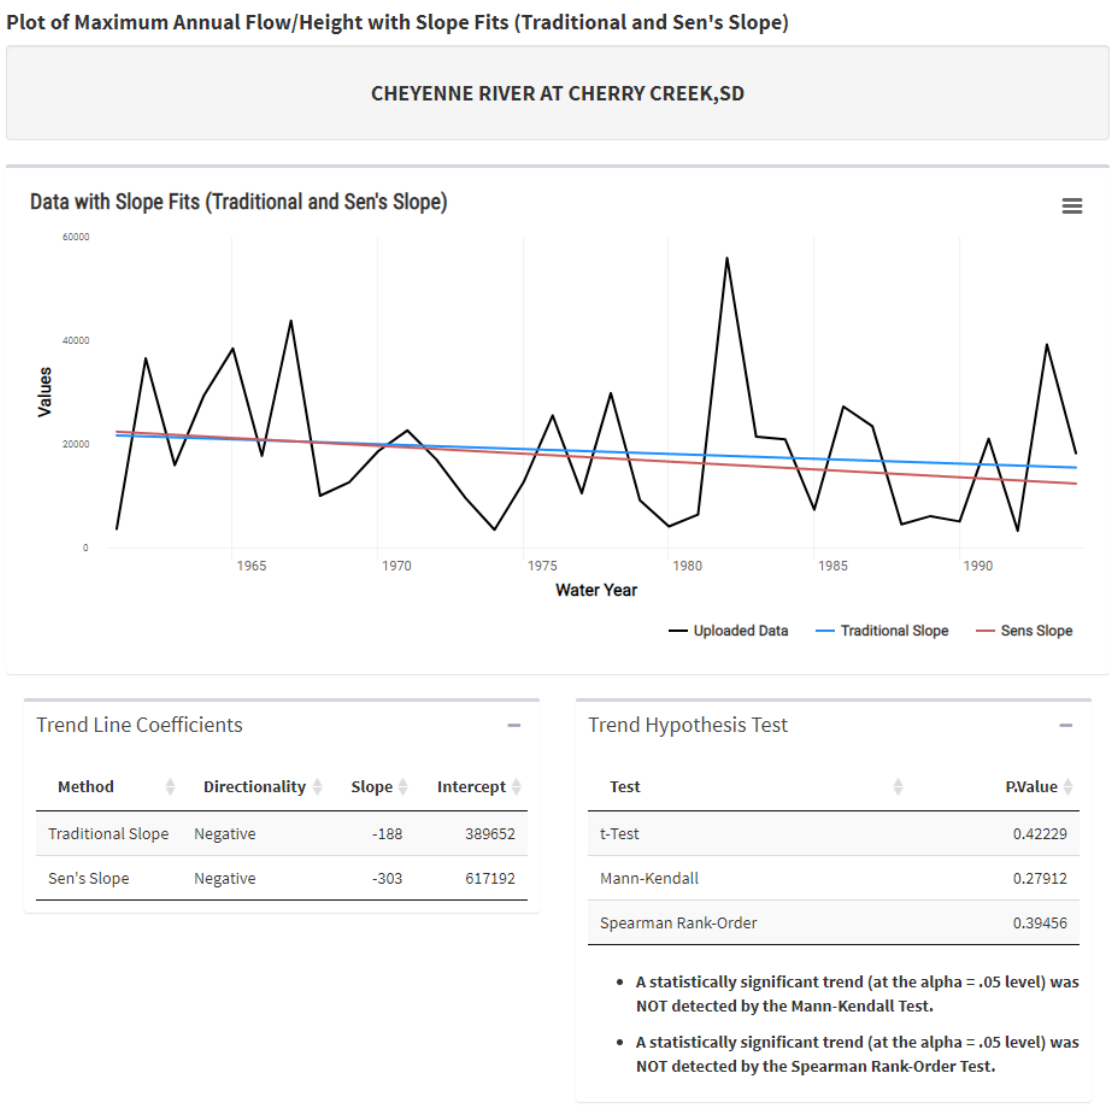 Plot of Maximum Annual Flow/Height with Slope Fits (Traditional and Sen's Slope)
CHEYENNE RIVER AT CHERRY CREEK,SD
Data with Slope Fits (Traditional and Sen's Slope)
60000
40000
20000
0
Values
1965 1970 1975 1980 1985 1990
Water Year
Uploaded Data Traditional Slope Sens Slope
Trend Line Coefficients
Method Directionality Slope Intercept
Traditional Slope Negative -188 389652
Sen's Slope Negative -303 617192
Trend Hypothesis Test
Test P.Value
t-Test 0.42229
Mann-Kendall 0.27912
Spearman Rank-Order 0.39456
• A statistically significant trend (at the alpha = .05 level) was
NOT detected by the Mann-Kendall Test.
• A statistically significant trend (at the alpha = .05 level) was
NOT detected by the Spearman Rank-Order Test.